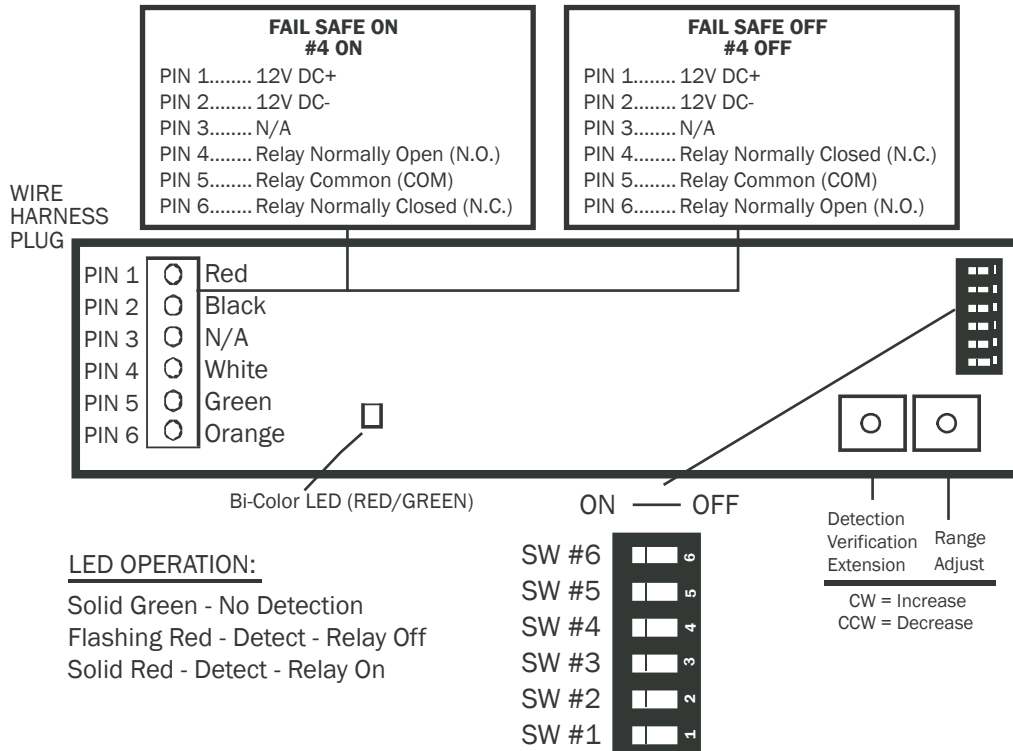 FAIL SAFE ON
#4 ON
PIN 1........ 12V DC+
PIN 2........ 12V DC-
PIN 3........ N/A
PIN 4........ Relay Normally Open (N.O.)
PIN 5........ Relay Common (COM)
PIN 6........ Relay Normally Closed (N.C.)
FAIL SAFE OFF
#4 OFF
PIN 1........ 12V DC+
PIN 2........ 12V DC-
PIN 3........ N/A
PIN 4........ Relay Normally Closed (N.C.)
PIN 5........ Relay Common (COM)
PIN 6........ Relay Normally Open (N.O.)
WIRE
HARNESS
PLUG
PIN 1 Red
PIN 2 Black
PIN 3 N/A
PIN 4 White
PIN 5 Green
PIN 6 Orange
Bi-Color LED (RED/GREEN)
ON — OFF
Detection
Verification
Extension
Range
Adjust
CW = Increase
CCW = Decrease
LED OPERATION:
Solid Green - No Detection
Flashing Red - Detect - Relay Off
Solid Red - Detect - Relay On
SW #6 6
SW #5 5
SW #4 4
SW #3 3
SW #2 2
SW #1 1